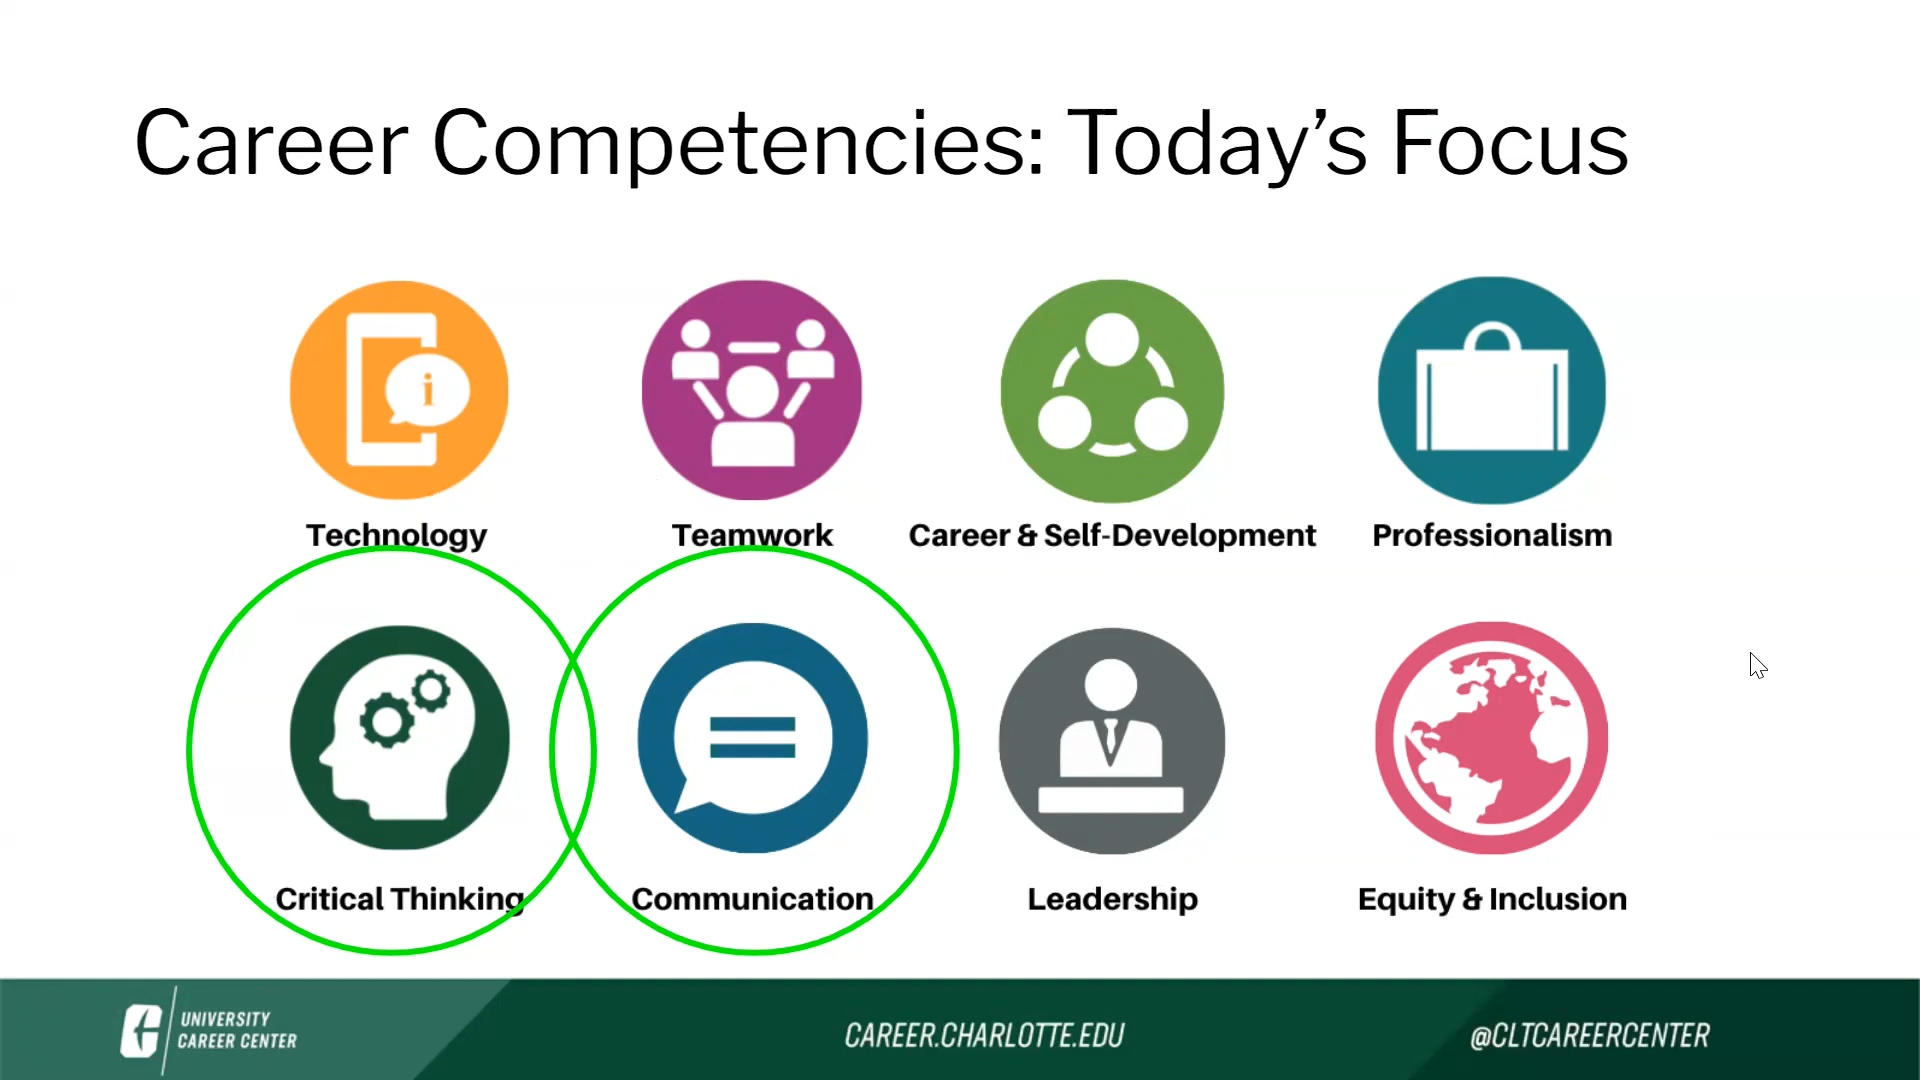 Career Competencies: Today’s Focus
i
Technology
Teamwork
Career & Self-Development
Professionalism
Critical Thinking
Communication
Leadership
Equity & Inclusion
UNIVERSITY
CAREER CENTER
CAREER.CHARLOTTE.EDU
@CLTCAREERCENTER